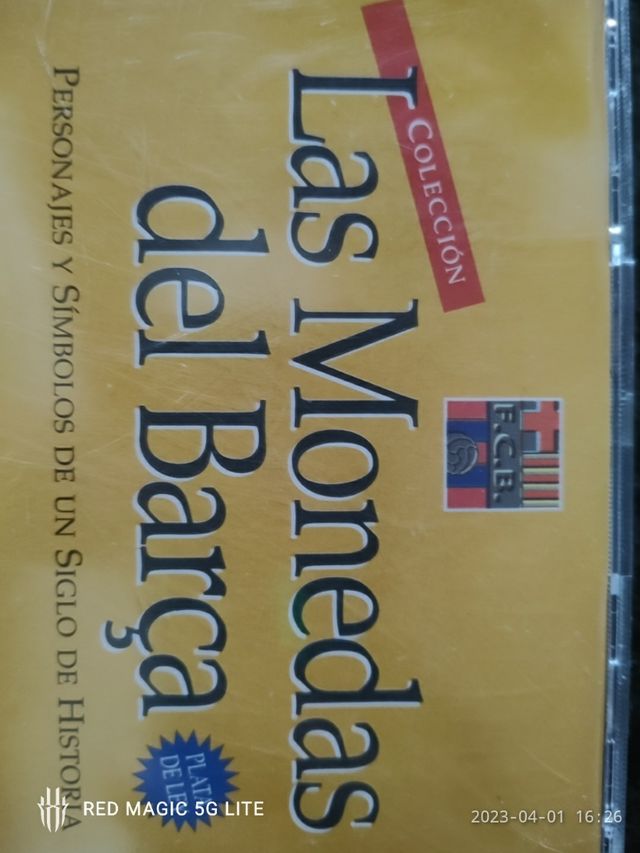 COLECCIÓN
F.C.B.
Las Monedas
del Barça
PLATA
DE LEY
PERSONAJES Y SÍMBOLOS DE UN SIGLO DE HISTORIA
RED MAGIC 5G LITE
2023-04-01 16:26